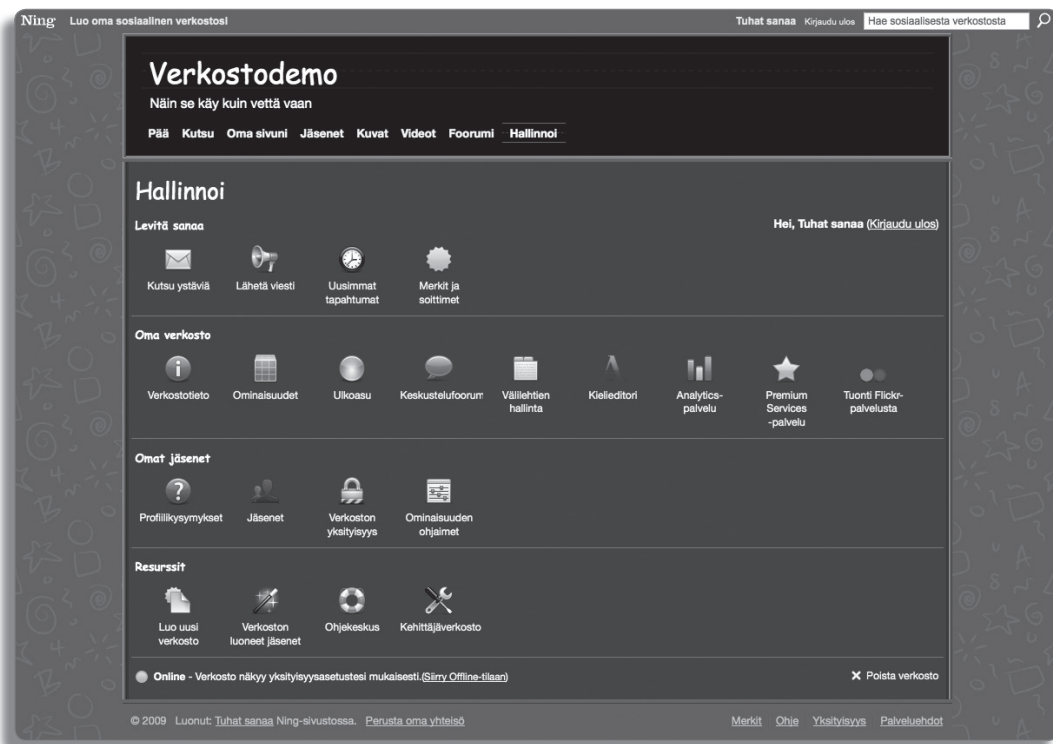 Ning Luo oma sosiaalinen verkostosi Tuhat sanaa Kirjaudu ulos Hae sosiaalisesta verkostosta
Verkostodemo
Näin se käy kuin vettä vaan
Pää Kutsu Oma sivuni Jäsenet Kuvat Videot Foorumi Hallinnoi
Hallinnoi
Levitä sanaa
Hei, Tuhat sanaa (Kirjaudu ulos)
Kutsu ystäviä
Lähetä viesti
Uusimmat
tapahtumat
Merkit ja
soittimet
Oma verkosto
Verkostotieto
Ominaisuudet
Ulkoasu
Keskustelufoorum
Välilehtien
hallinta
Kielieditori
Analytics-
palvelu
Premium
Services
-palvelu
Tuonti Flickr-
palvelusta
Omat jäsenet
Profiilikysymykset
Jäsenet
Verkoston
yksityisyys
Ominaisuuden
ohjaimet
Resurssit
Luo uusi
verkosto
Verkoston
luoneet jäsenet
Ohjekeskus
Kehittäjäverkosto
Online - Verkosto näkyy yksityisyysasetustesi mukaisesti.(Siirry Offline-tilaan)
Poista verkosto
© 2009 Luonut: Tuhat sanaa Ning-sivustossa. Perusta oma yhteisö
Merkit Ohje Yksityisyys Palveluehdot